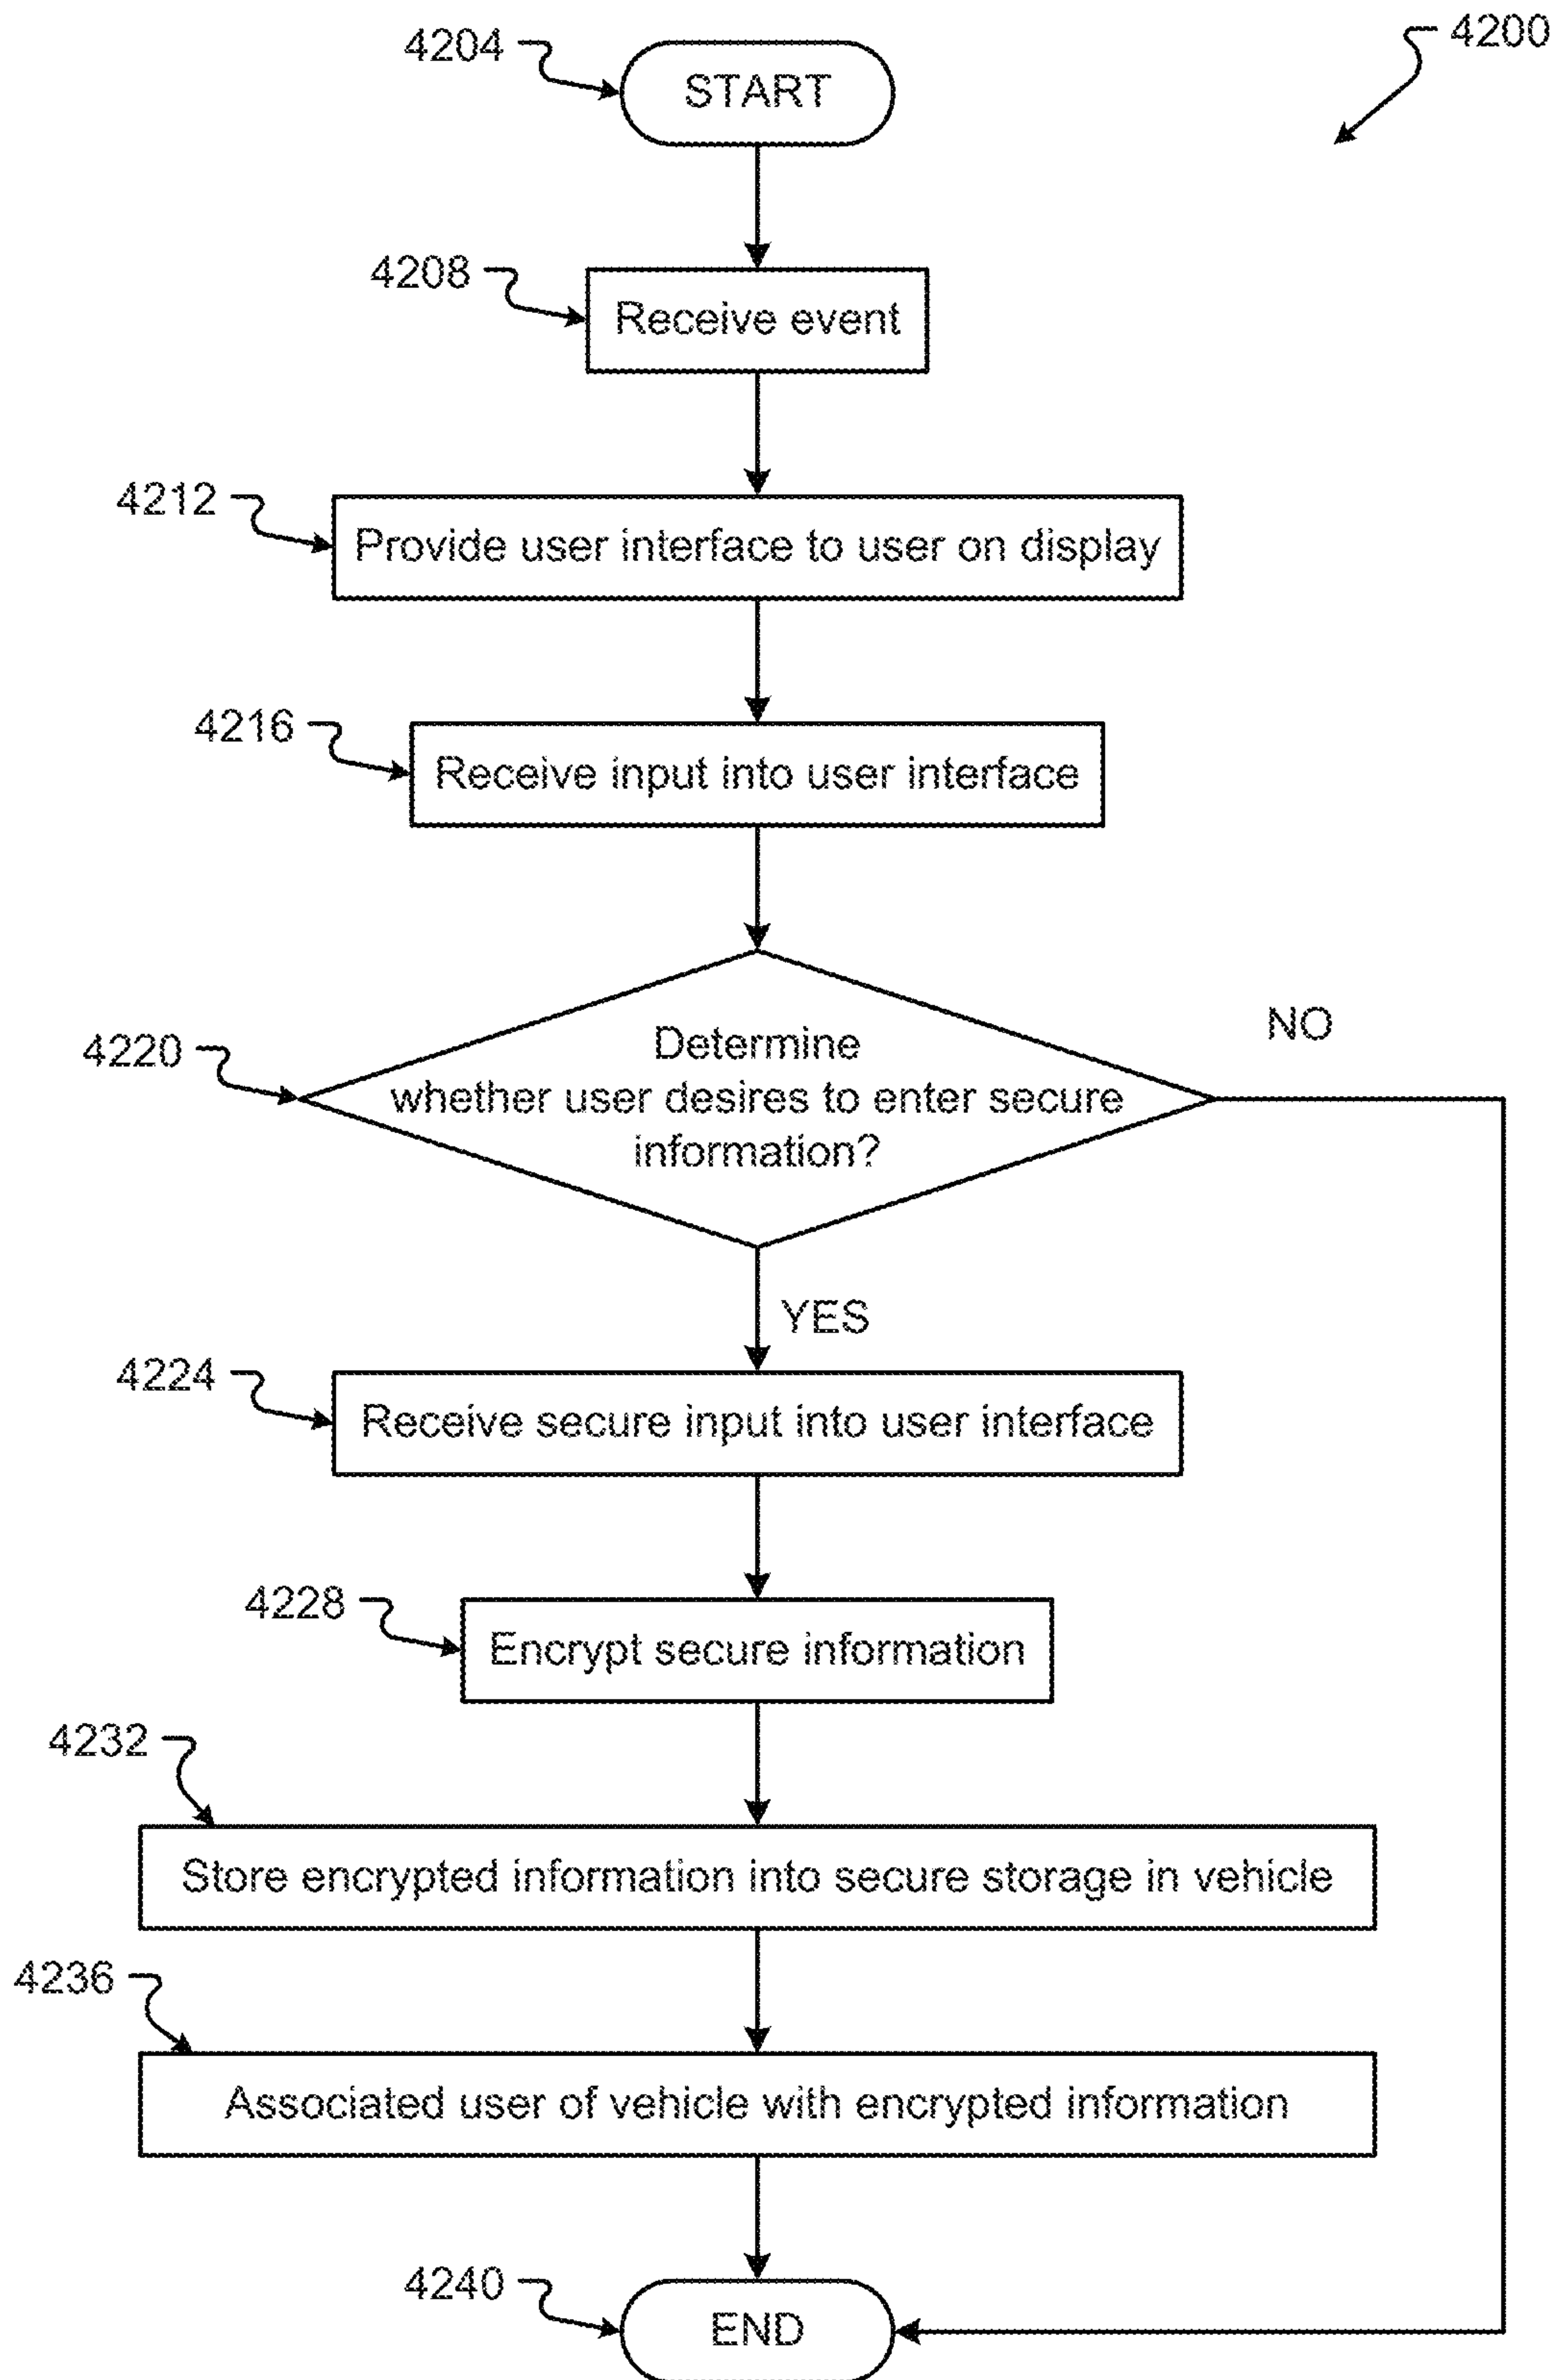 4200
4204
START
4208
Receive event
4212
Provide user interface to user on display
4216
Receive input into user interface
4220
Determine
whether user desires to enter secure
information?
NO
YES
4224
Receive secure input into user interface
4228
Encrypt secure information
4232
Store encrypted information into secure storage in vehicle
4236
Associated user of vehicle with encrypted information
4240
END